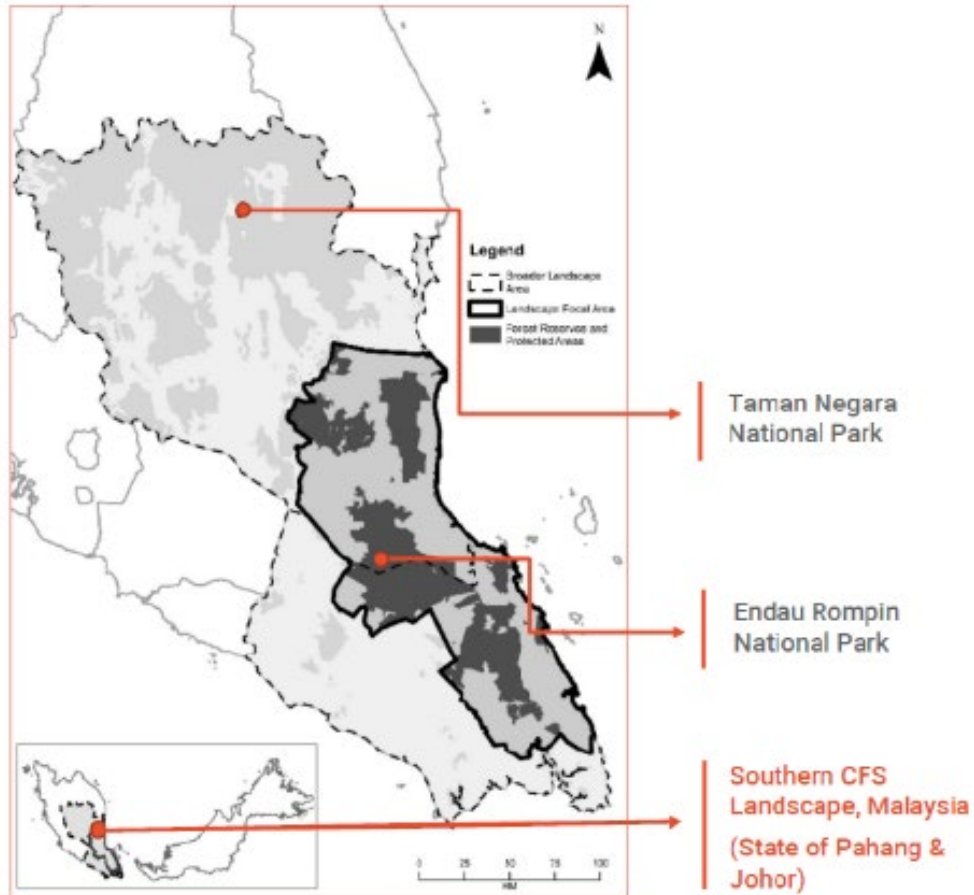 N
Legend
Broader Landscape
Area
Landscape Focal Area
Forest Reserves and
Protected Areas
Taman Negara
National Park
Endau Rompin
National Park
Southern CFS
Landscape, Malaysia
(State of Pahang &
Johor)
0 25 50 75 100
KM